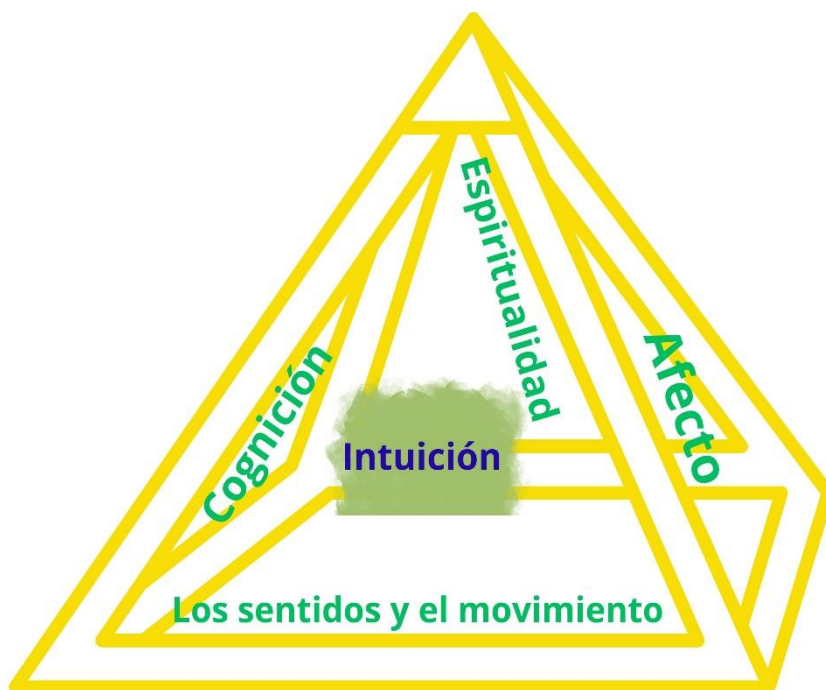 Espiritualidad
Afecto
Cognición
Intuición
Los sentidos y el movimiento